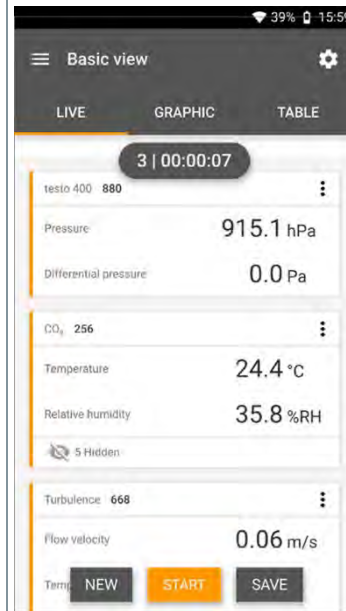 39% 15:59
Basic view
LIVE GRAPHIC TABLE
3 | 00:00:07
testo 400 880
Pressure 915.1 hPa
Differential pressure 0.0 Pa
CO₂ 256
Temperature 24.4 °C
Relative humidity 35.8 %RH
5 Hidden
Turbulence 668
Flow velocity 0.06 m/s
NEW START SAVE